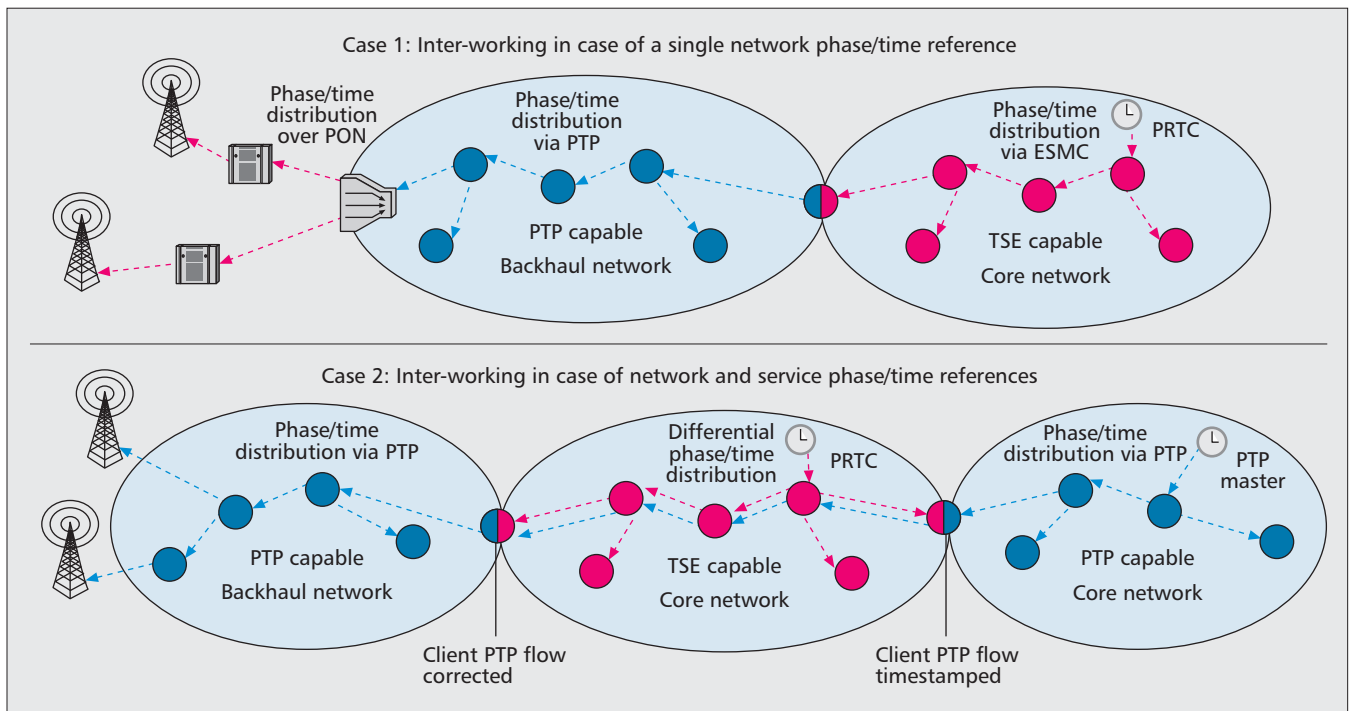 Case 1: Inter-working in case of a single network phase/time reference
Phase/time
distribution
over PON
Phase/time
distribution
via PTP
PTP capable
Backhaul network
Phase/time
distribution
via ESMC
PRTC
TSE capable
Core network
Case 2: Inter-working in case of network and service phase/time references
Phase/time
distribution via PTP
PTP capable
Backhaul network
Differential
phase/time
distribution
PRTC
TSE capable
Core network
Phase/time
distribution via PTP
PTP
master
PTP capable
Core network
Client PTP flow
corrected
Client PTP flow
timestamped